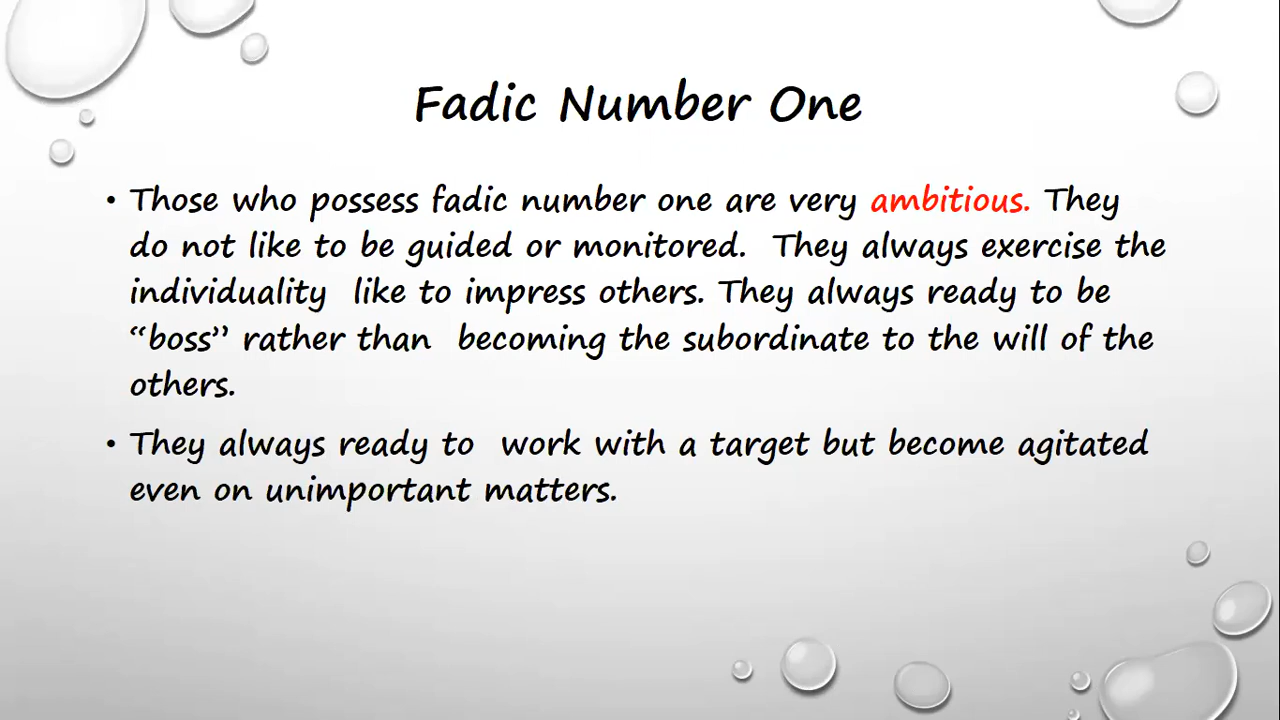 Fadic Number One
• Those who possess fadic number one are very ambitious. They
do not like to be guided or monitored.  They always exercise the
individuality  like to impress others. They always ready to be
“boss” rather than  becoming the subordinate to the will of the
others.
• They always ready to  work with a target but become agitated
even on unimportant matters.